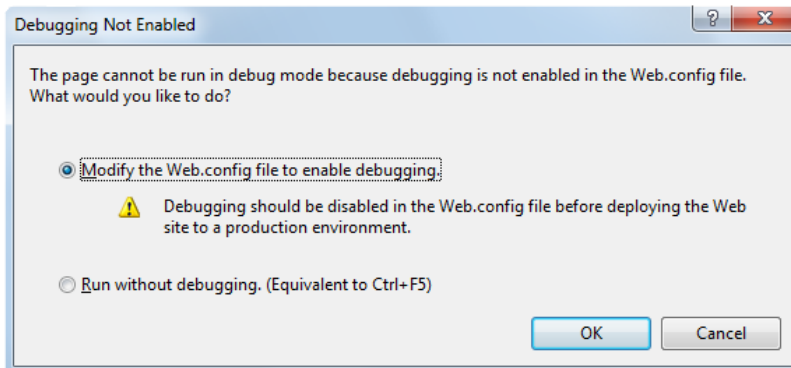 Debugging Not Enabled
The page cannot be run in debug mode because debugging is not enabled in the Web.config file.
What would you like to do?
Modify the Web.config file to enable debugging.
Debugging should be disabled in the Web.config file before deploying the Web
site to a production environment.
Run without debugging. (Equivalent to Ctrl+F5)
OK Cancel